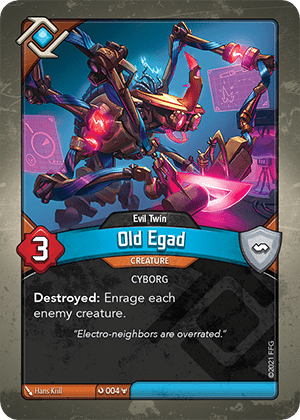 Evil Twin
Old Egad
CREATURE
3
CYBORG
Destroyed: Enrage each
enemy creature.
“Electro-neighbors are overrated.”
©2021 FFG
Hans Krill
004